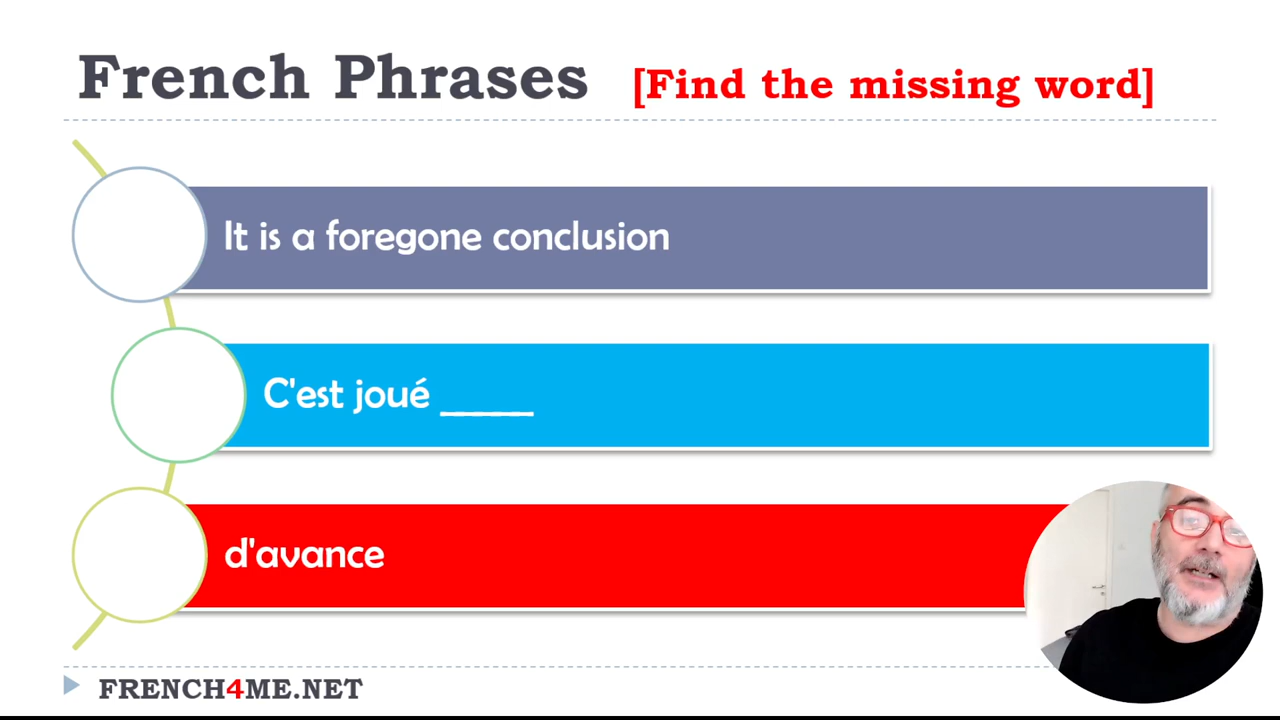 French Phrases [Find the missing word]
It is a foregone conclusion
C'est joué _____
d'avance
FRENCH4ME.NET